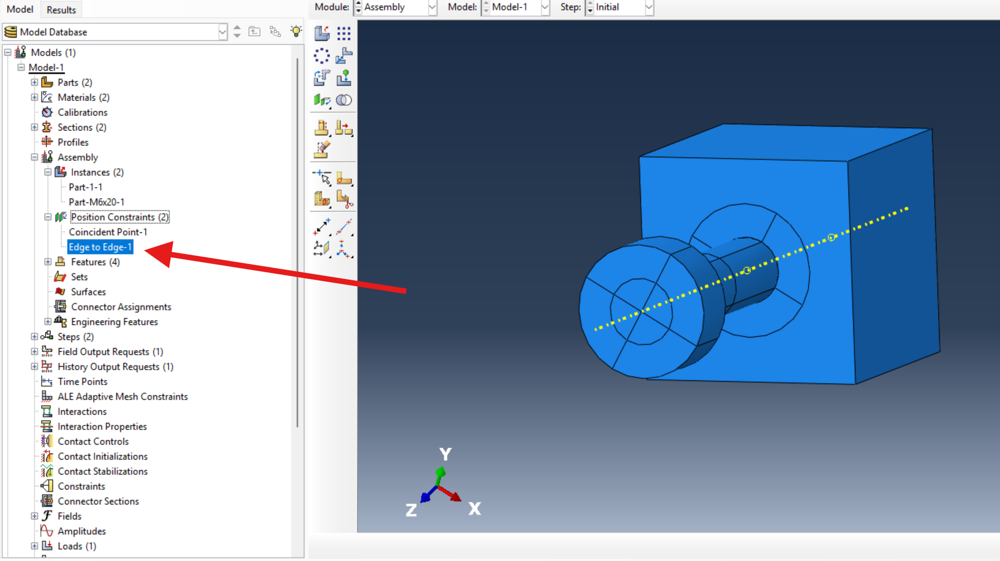 Model Results
Module: Assembly Model: Model-1 Step: Initial
Model Database
Models (1)
Model-1
Parts (2)
Materials (2)
Calibrations
Sections (2)
Profiles
Assembly
Instances (2)
Part-1-1
Part-M6x20-1
Position Constraints (2)
Coincident Point-1
Edge to Edge-1
Features (4)
Sets
Surfaces
Connector Assignments
Engineering Features
Steps (2)
Field Output Requests (1)
History Output Requests (1)
Time Points
ALE Adaptive Mesh Constraints
Interactions
Interaction Properties
Contact Controls
Contact Initializations
Contact Stabilizations
Constraints
Connector Sections
Fields
Amplitudes
Loads (1)
Y
Z
X